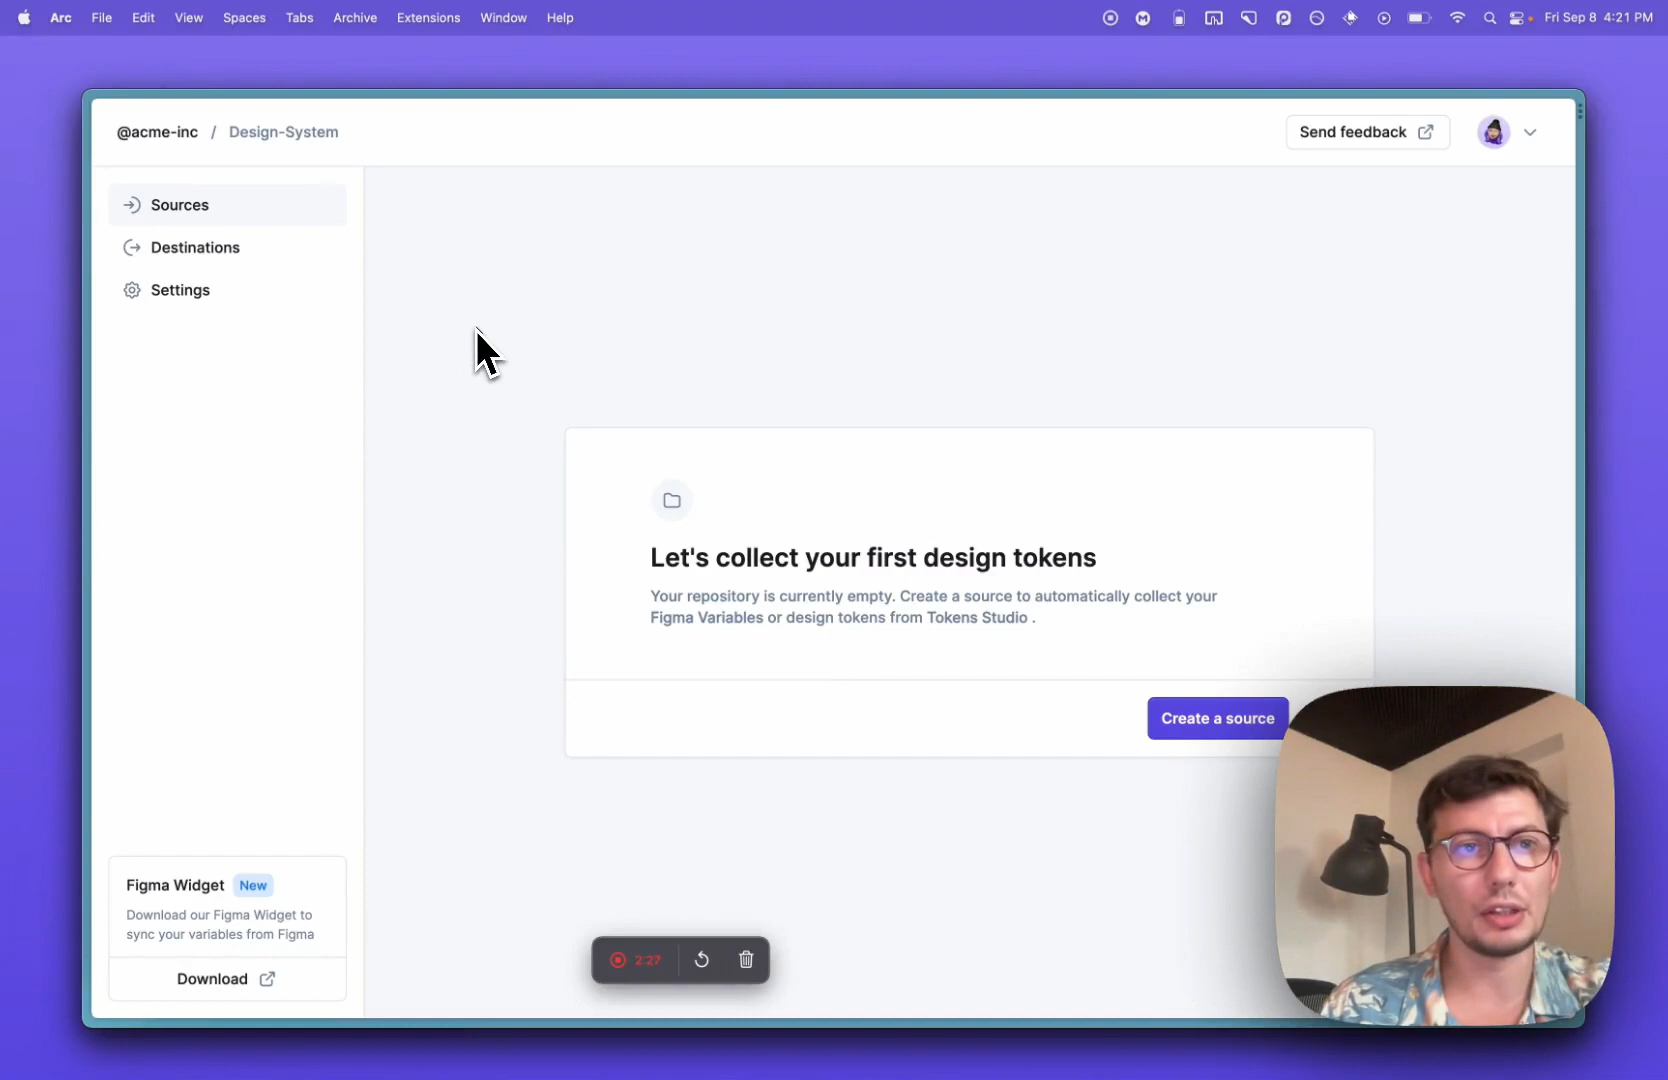 Arc File Edit View Spaces Tabs Archive Extensions Window Help Fri Sep 8 4:21 PM
@acme-inc / Design-System
Send feedback
Sources
Destinations
Settings
Let's collect your first design tokens
Your repository is currently empty. Create a source to automatically collect your
Figma Variables or design tokens from Tokens Studio .
Create a source
Figma Widget New
Download our Figma Widget to
sync your variables from Figma
Download
2:27